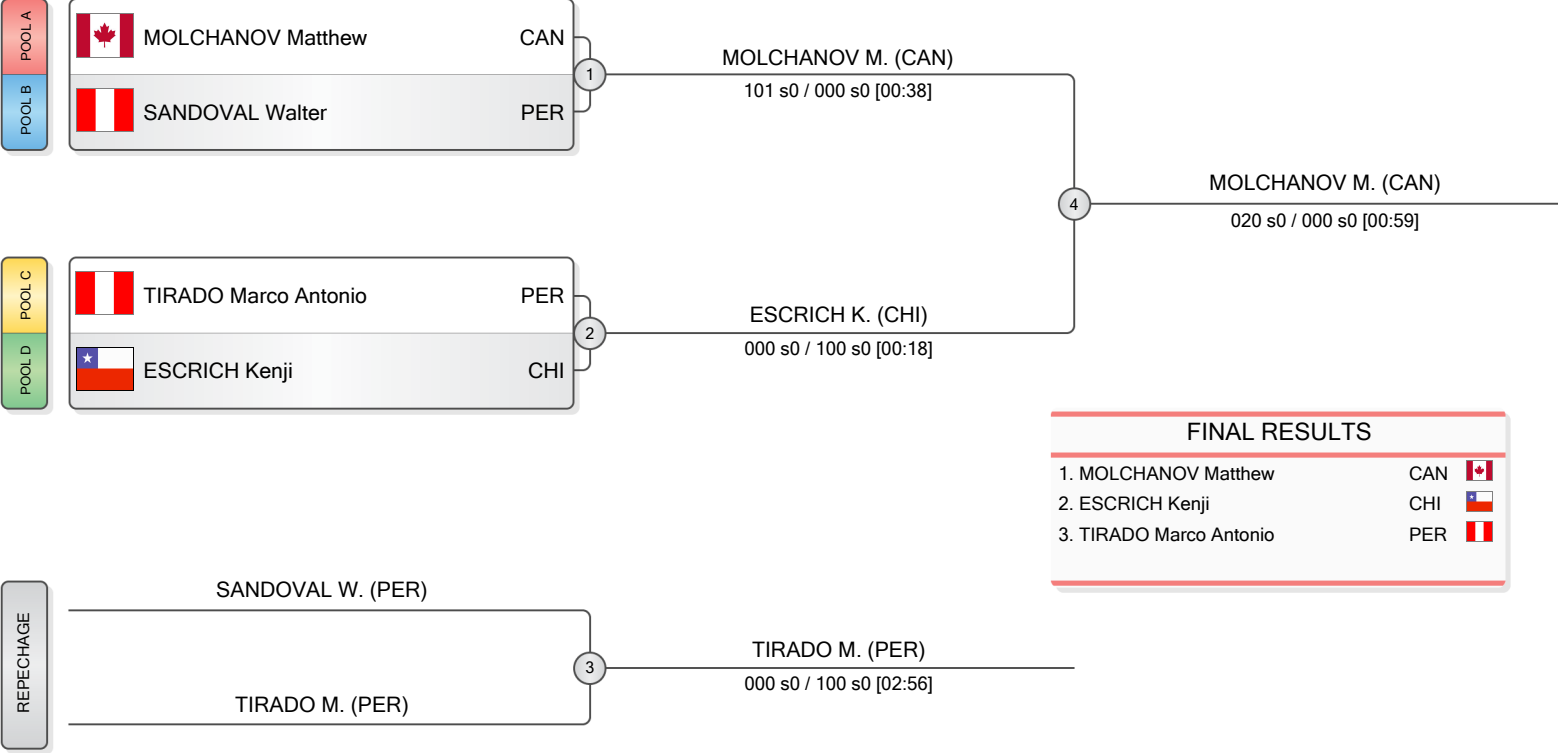 POOL A
MOLCHANOV Matthew CAN
POOL B
SANDOVAL Walter PER
1
MOLCHANOV M. (CAN)
101 s0 / 000 s0 [00:38]
4
MOLCHANOV M. (CAN)
020 s0 / 000 s0 [00:59]
POOL C
TIRADO Marco Antonio PER
POOL D
ESCRICH Kenji CHI
2
ESCRICH K. (CHI)
000 s0 / 100 s0 [00:18]
FINAL RESULTS
1. MOLCHANOV Matthew CAN
2. ESCRICH Kenji CHI
3. TIRADO Marco Antonio PER
REPECHAGE
SANDOVAL W. (PER)
TIRADO M. (PER)
3
TIRADO M. (PER)
000 s0 / 100 s0 [02:56]